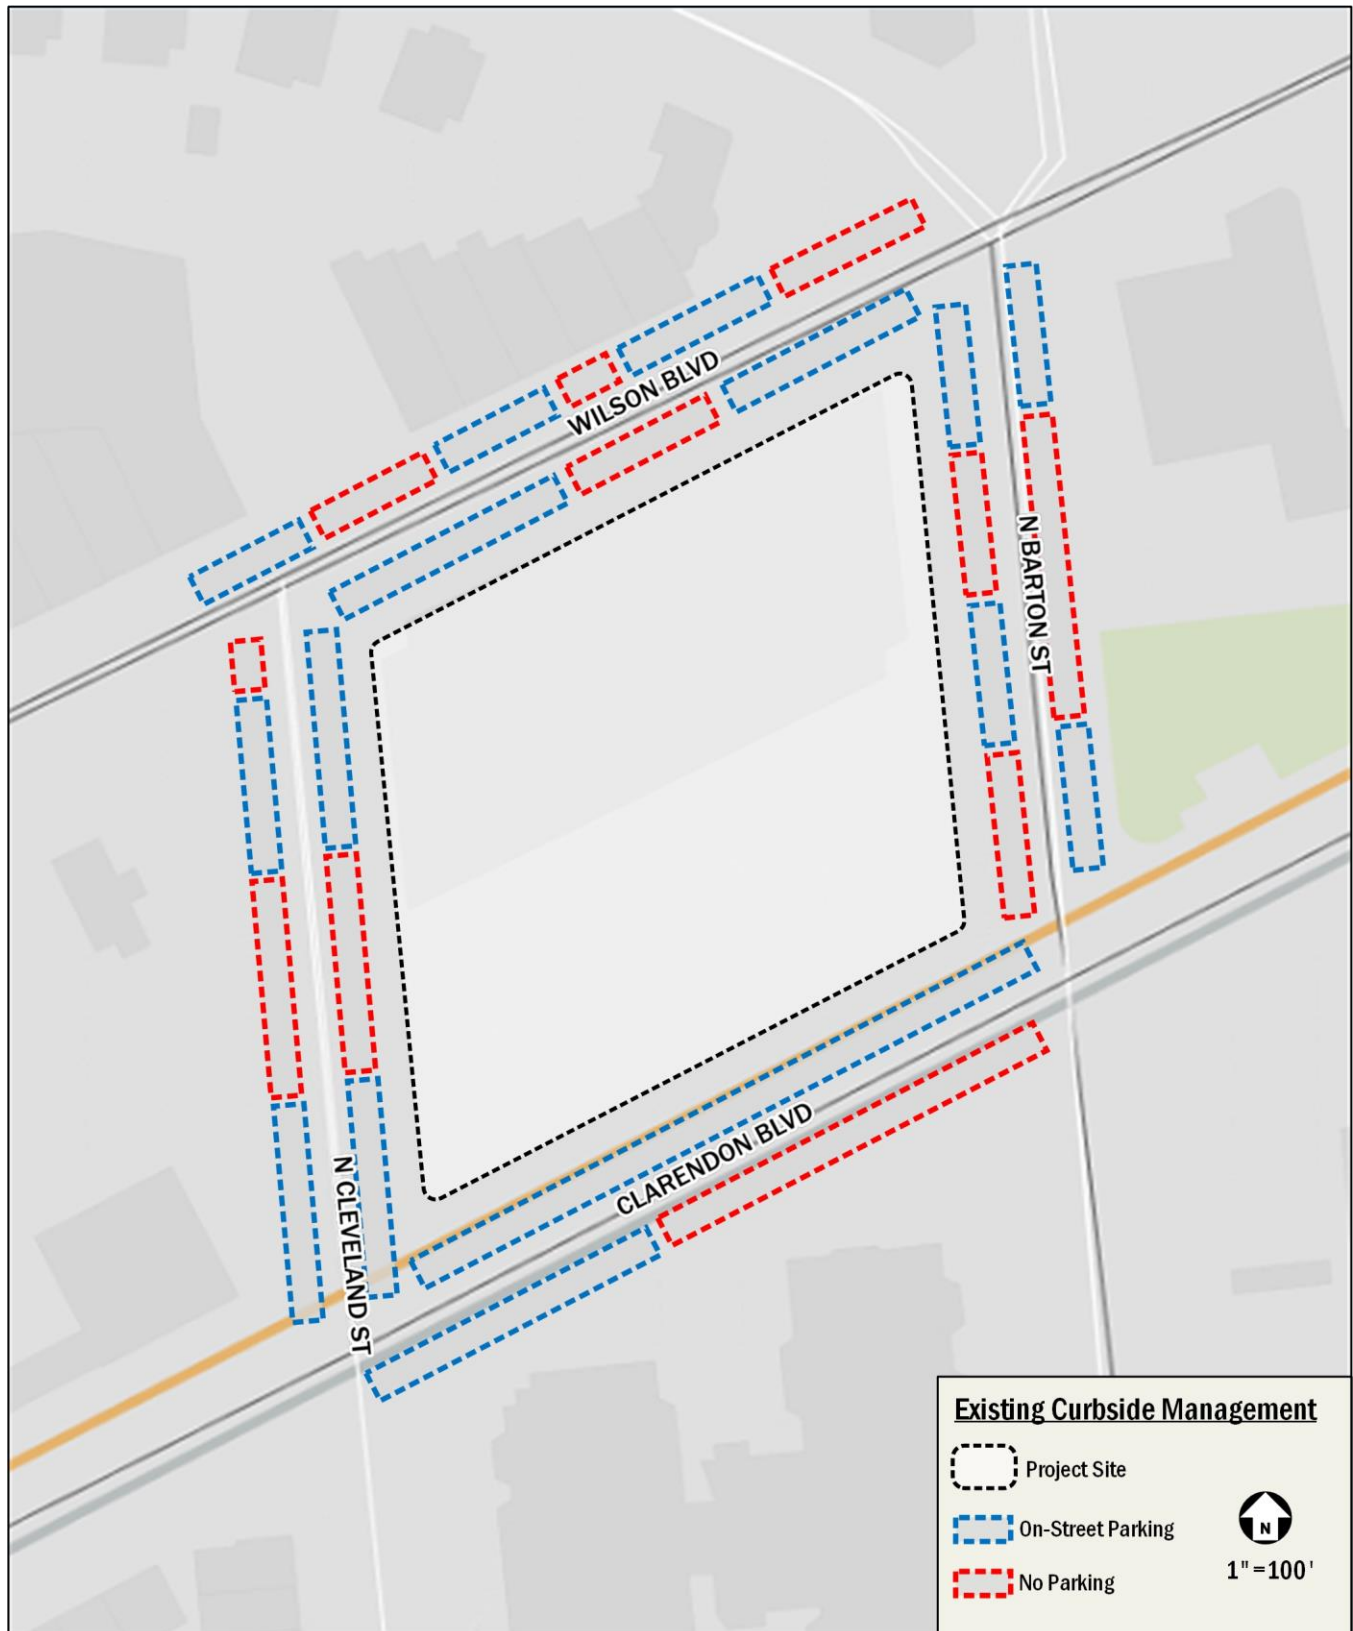 WILSON BLVD
N BARTON ST
CLARENDON BLVD
N CLEVELAND ST
Existing Curbside Management
Project Site
On-Street Parking
No Parking
N
1"=100'